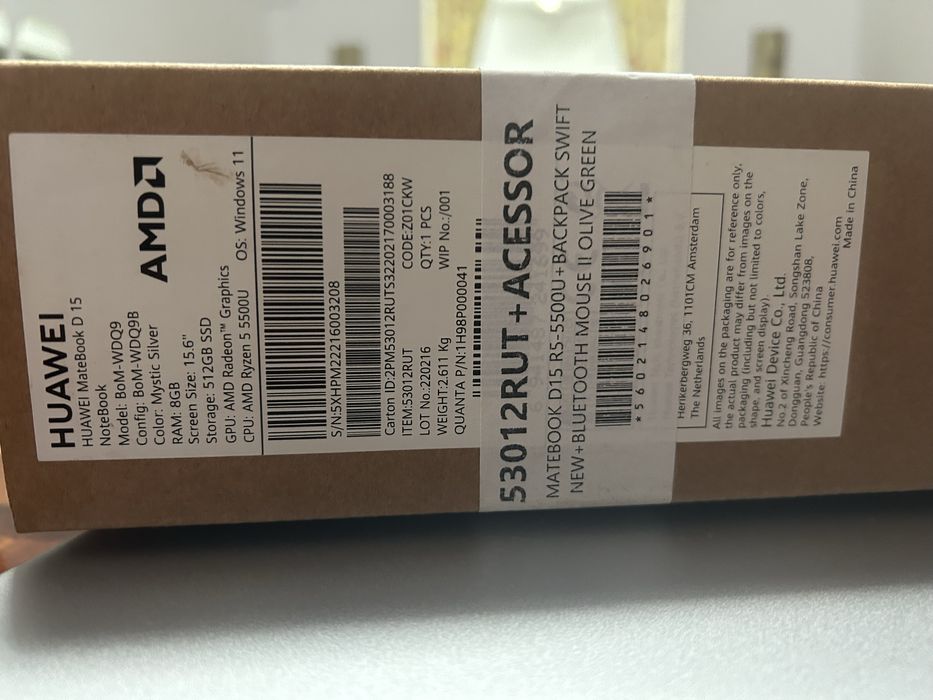 HUAWEI
HUAWEI MateBook D 15
NoteBook
Model: BoM-WDQ9
Config: BoM-WDQ9B
Color: Mystic Silver
RAM: 8GB
Screen Size: 15.6"
Storage: 512GB SSD
GPU: AMD Radeon™ Graphics
CPU: AMD Ryzen 5 5500U OS: Windows 11
AMD
S/N:5XHPM22216003208
Carton ID:2PM53012RUTS32202170003188
ITEM:53012RUT CODE:Z01CKW
LOT No.:220216 QTY:1 PCS
WEIGHT:2.611 Kg WIP No.:/001
QUANTA P/N:1H98P000041
53012RUT+ACESSOR
MATEBOOK D15 R5-5500U+BACKPACK SWIFT
NEW+BLUETOOTH MOUSE II OLIVE GREEN
*5602148026901*
Herikerbergweg 36, 1101CM Amsterdam
The Netherlands
All images on the packaging are for reference only,
the actual product may differ from images on the
packaging (including but not limited to colors,
shape, and screen display).
Huawei Device Co., Ltd.
No.2 of Xincheng Road, Songshan Lake Zone,
Dongguan, Guangdong 523808,
People's Republic of China
Website: https://consumer.huawei.com
Made in China